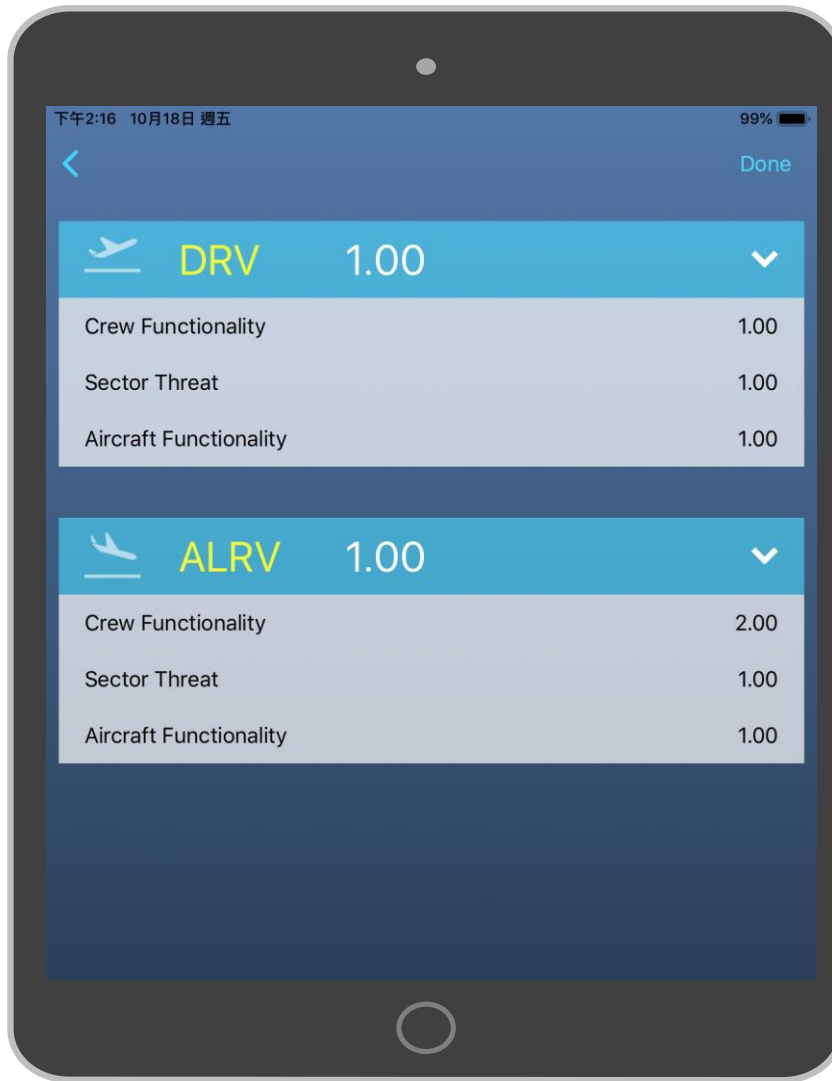 下午2:16 10月18日 週五 99%
Done
DRV 1.00
Crew Functionality 1.00
Sector Threat 1.00
Aircraft Functionality 1.00
ALRV 1.00
Crew Functionality 2.00
Sector Threat 1.00
Aircraft Functionality 1.00